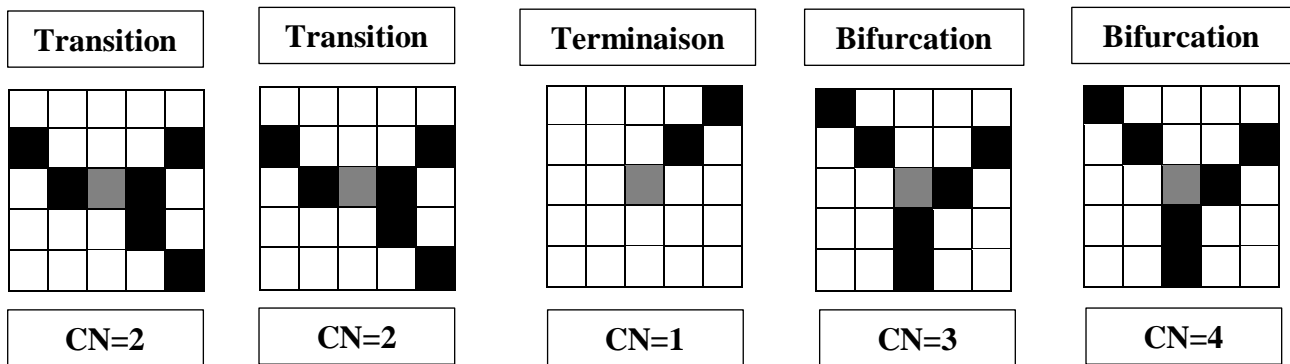 Transition
Transition
Terminaison
Bifurcation
Bifurcation
CN=2
CN=2
CN=1
CN=3
CN=4